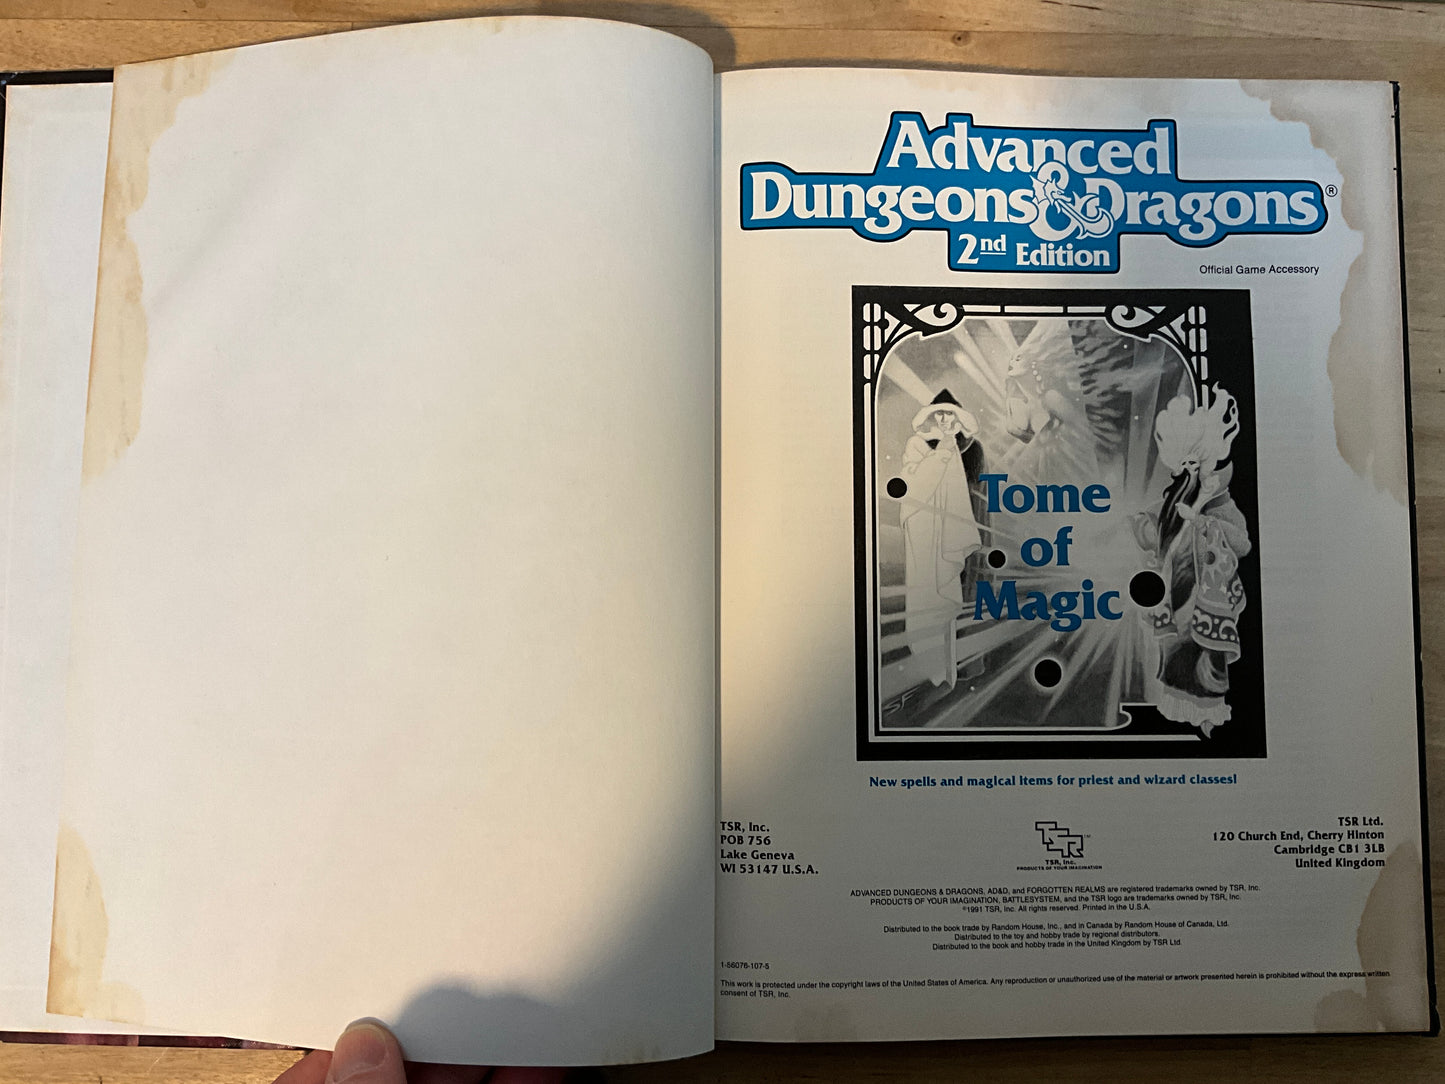 Advanced
Dungeons & Dragons®
2nd Edition
Official Game Accessory
Tome
of
Magic
SF
New spells and magical items for priest and wizard classes!
TSR, Inc.
POB 756
Lake Geneva
WI 53147 U.S.A.
TSR™
TSR, Inc.
PRODUCTS OF YOUR IMAGINATION
TSR Ltd.
120 Church End, Cherry Hinton
Cambridge CB1 3LB
United Kingdom
ADVANCED DUNGEONS & DRAGONS, AD&D, and FORGOTTEN REALMS are registered trademarks owned by TSR, Inc.
PRODUCTS OF YOUR IMAGINATION, BATTLESYSTEM, and the TSR logo are trademarks owned by TSR, Inc.
©1991 TSR, Inc. All rights reserved. Printed in the U.S.A.
Distributed to the book trade by Random House, Inc., and in Canada by Random House of Canada, Ltd.
Distributed to the toy and hobby trade by regional distributors.
Distributed to the book and hobby trade in the United Kingdom by TSR Ltd.
1-56076-107-5
This work is protected under the copyright laws of the United States of America. Any reproduction or unauthorized use of the material or artwork presented herein is prohibited without the express written
consent of TSR, Inc.